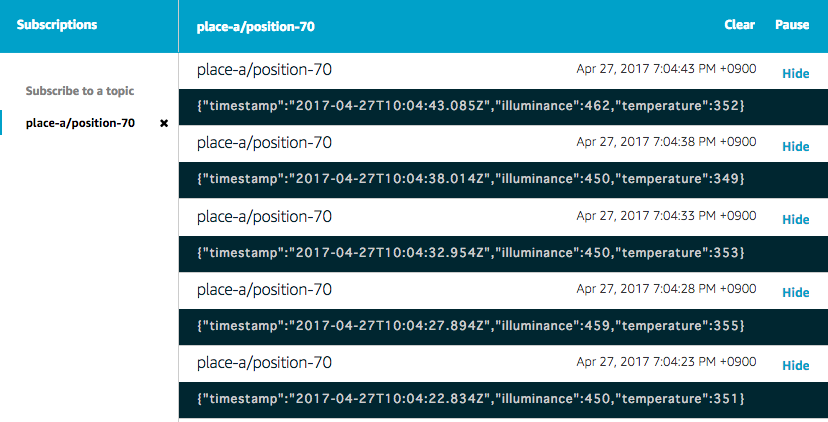 Subscriptions
place-a/position-70 Clear Pause
Subscribe to a topic
place-a/position-70 ✖
place-a/position-70 Apr 27, 2017 7:04:43 PM +0900 Hide
{"timestamp":"2017-04-27T10:04:43.085Z","illuminance":462,"temperature":352}
place-a/position-70 Apr 27, 2017 7:04:38 PM +0900 Hide
{"timestamp":"2017-04-27T10:04:38.014Z","illuminance":450,"temperature":349}
place-a/position-70 Apr 27, 2017 7:04:33 PM +0900 Hide
{"timestamp":"2017-04-27T10:04:32.954Z","illuminance":450,"temperature":353}
place-a/position-70 Apr 27, 2017 7:04:28 PM +0900 Hide
{"timestamp":"2017-04-27T10:04:27.894Z","illuminance":459,"temperature":355}
place-a/position-70 Apr 27, 2017 7:04:23 PM +0900 Hide
{"timestamp":"2017-04-27T10:04:22.834Z","illuminance":450,"temperature":351}